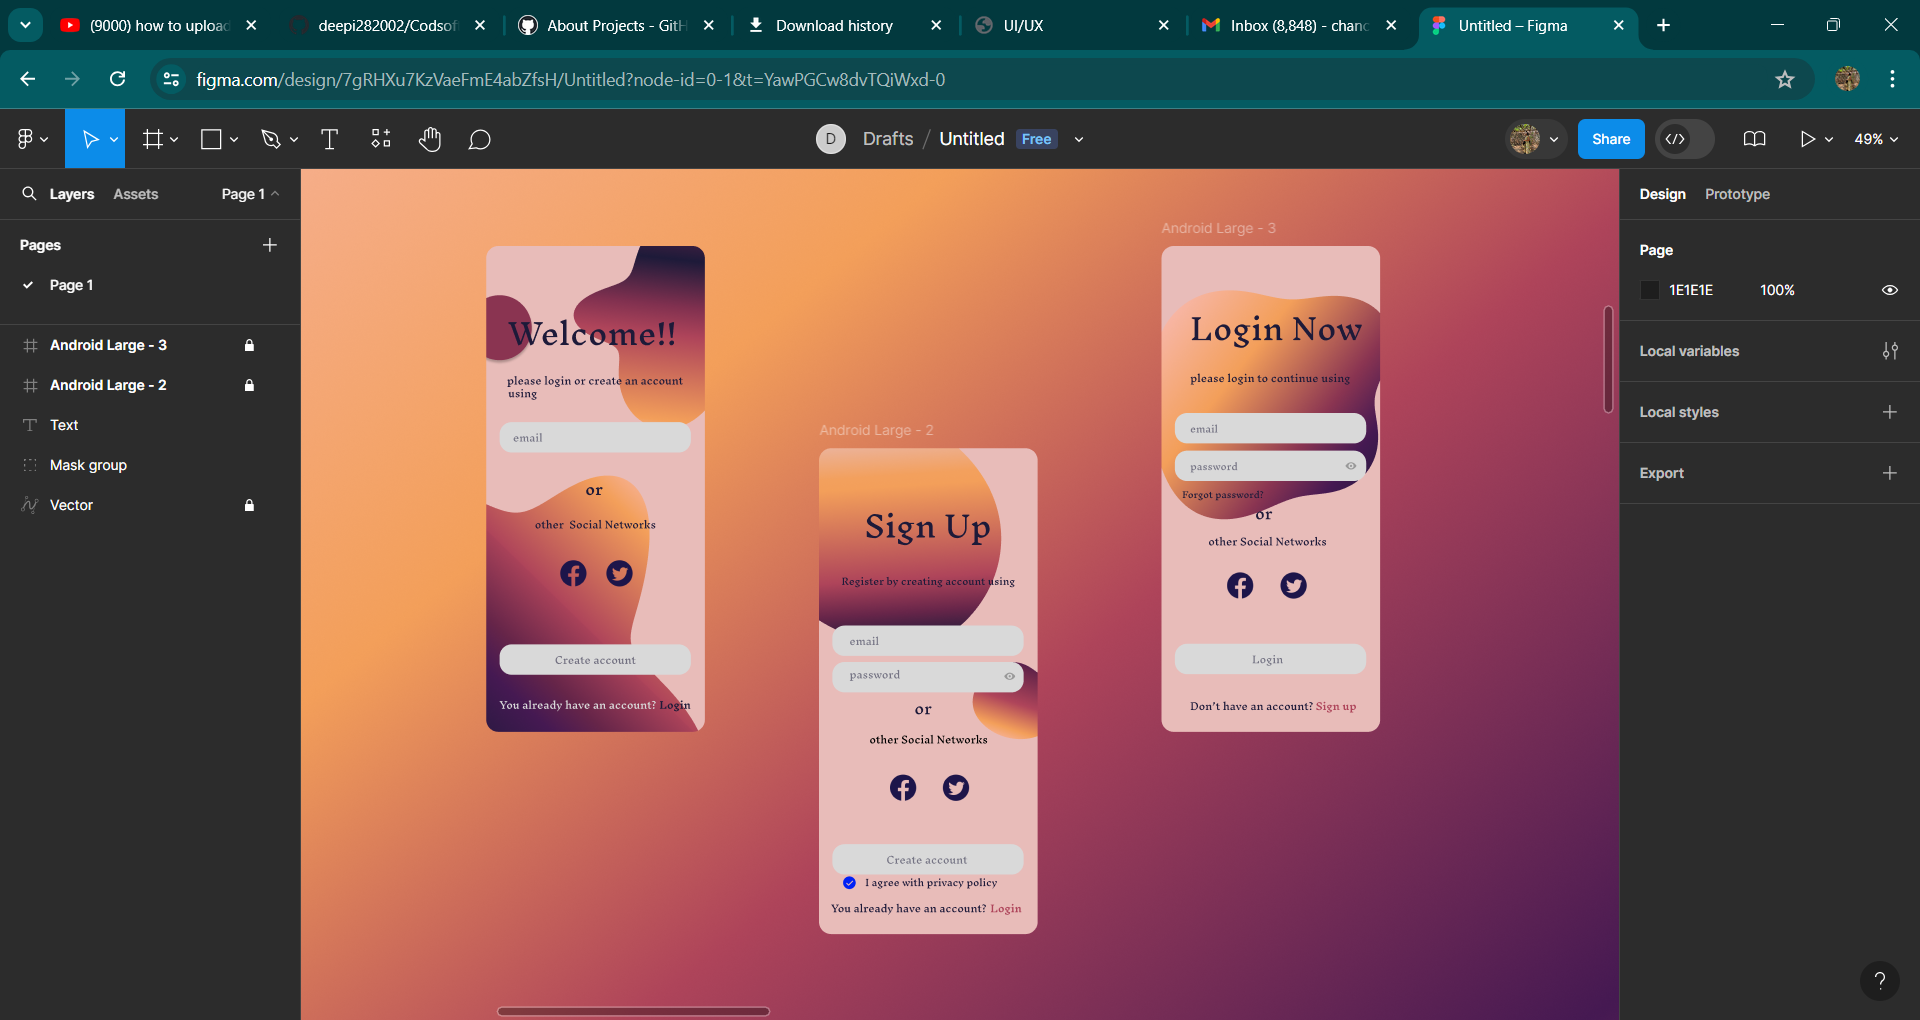 (9000) how to upload
deepi282002/Codsoft
About Projects - GitH
Download history
UI/UX
Inbox (8,848) - chanc
Untitled – Figma
figma.com/design/7gRHXu7KzVaeFmE4abZfsH/Untitled?node-id=0-1&t=YawPGCw8dvTQiWxd-0
D
Drafts / Untitled Free
Share
49%
Layers
Assets
Page 1
Pages
Page 1
Android Large - 3
Android Large - 2
Text
Mask group
Vector
Welcome!!
please login or create an account
using
email
or
other Social Networks
Create account
You already have an account? Login
Android Large - 2
Sign Up
Register by creating account using
email
password
or
other Social Networks
Create account
I agree with privacy policy
You already have an account? Login
Android Large - 3
Login Now
please login to continue using
email
password
Forgot password?
or
other Social Networks
Login
Don't have an account? Sign up
Design
Prototype
Page
1E1E1E
100%
Local variables
Local styles
Export
?